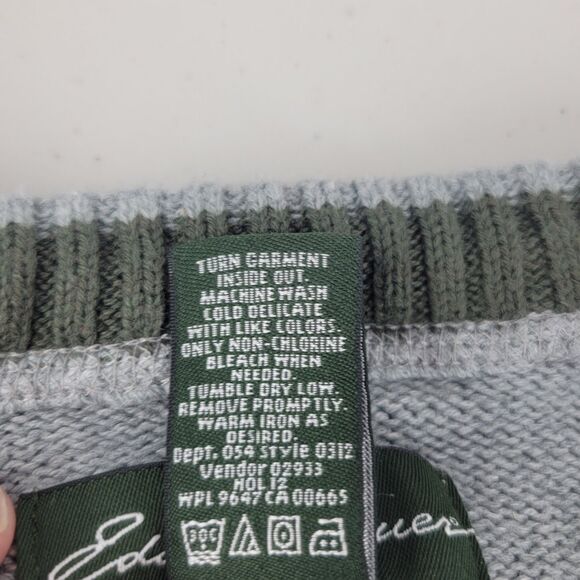 TURN GARMENT
INSIDE OUT.
MACHINE WASH
COLD DELICATE
WITH LIKE COLORS.
ONLY NON-CHLORINE
BLEACH WHEN
NEEDED.
TUMBLE DRY LOW.
REMOVE PROMPTLY.
WARM IRON AS
DESIRED.
Dept. 054 Style 0312
Vendor 02933
HOL 12
WPL 9647 CA 00665
30C